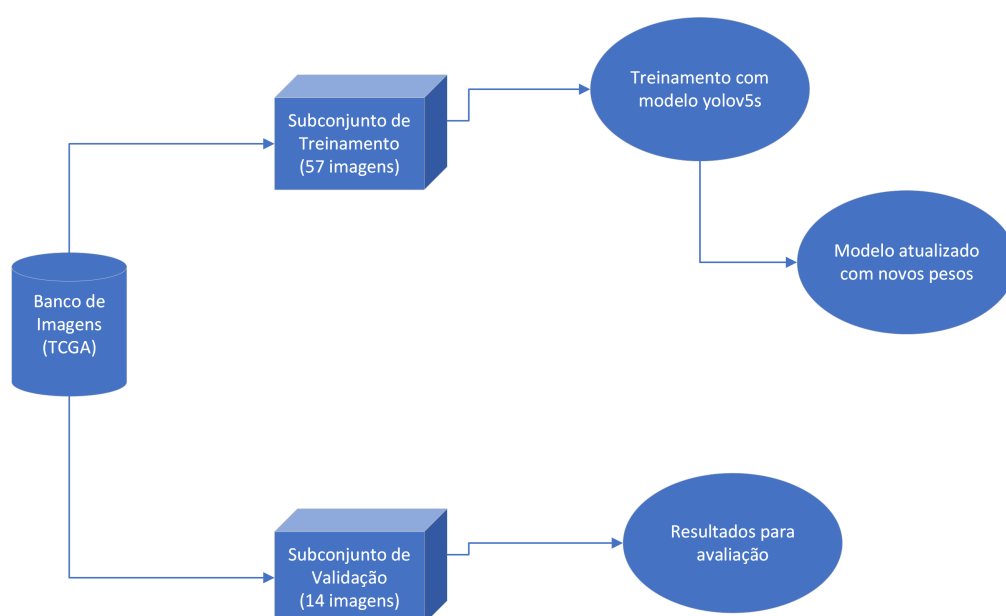 Treinamento com
modelo yolov5s
Subconjunto de
Treinamento
(57 imagens)
Modelo atualizado
com novos pesos
Banco de
Imagens
(TCGA)
Resultados para
avaliação
Subconjunto de
Validação
(14 imagens)